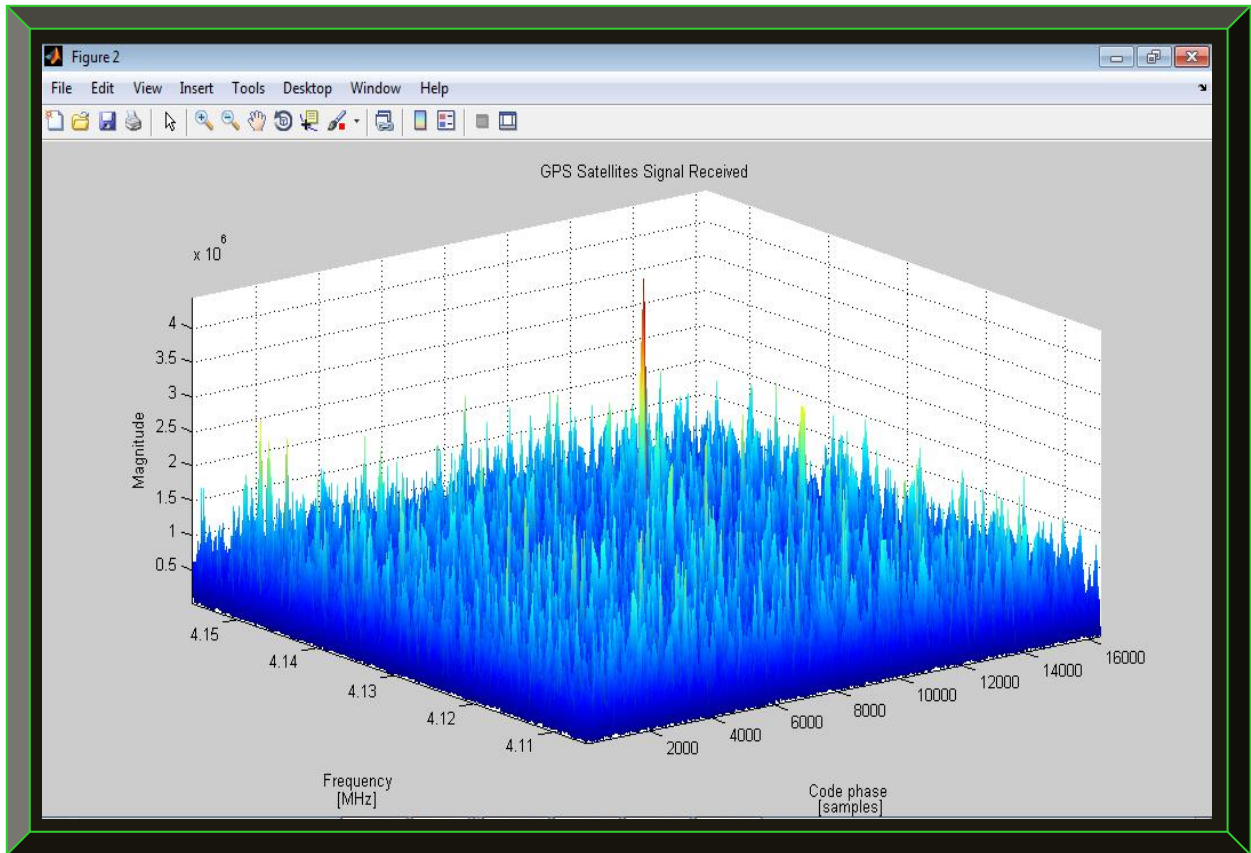 Figure 2
File Edit View Insert Tools Desktop Window Help
GPS Satellites Signal Received
x 10^6
4
3.5
3
2.5
2
1.5
1
0.5
Magnitude
4.15
4.14
4.13
4.12
4.11
Frequency
[MHz]
2000
4000
6000
8000
10000
12000
14000
16000
Code phase
[samples]